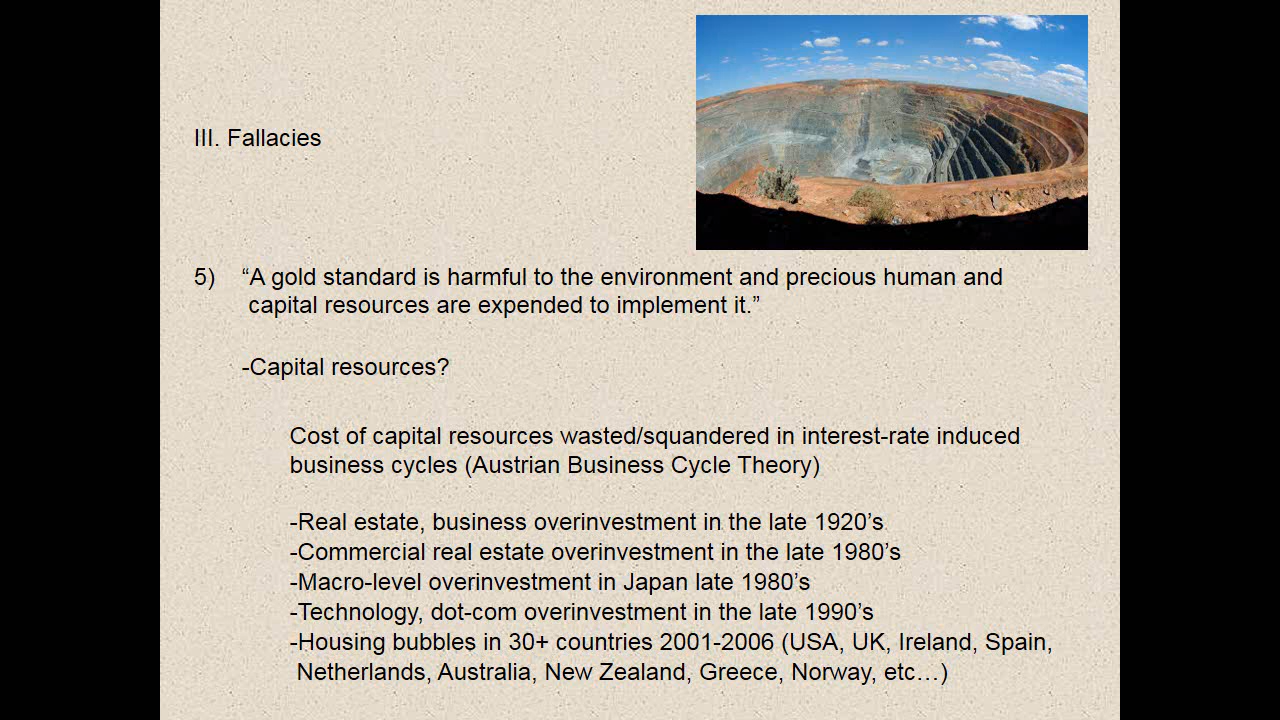 III. Fallacies
5) “A gold standard is harmful to the environment and precious human and
capital resources are expended to implement it.”
-Capital resources?
Cost of capital resources wasted/squandered in interest-rate induced
business cycles (Austrian Business Cycle Theory)
-Real estate, business overinvestment in the late 1920’s
-Commercial real estate overinvestment in the late 1980’s
-Macro-level overinvestment in Japan late 1980’s
-Technology, dot-com overinvestment in the late 1990’s
-Housing bubbles in 30+ countries 2001-2006 (USA, UK, Ireland, Spain,
Netherlands, Australia, New Zealand, Greece, Norway, etc…)